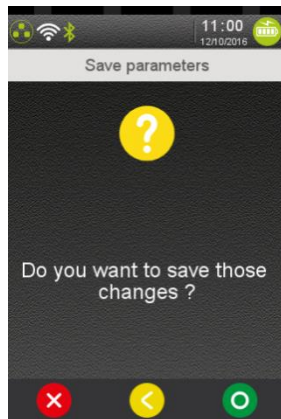 11:00
12/10/2016
Save parameters
?
Do you want to save those
changes ?